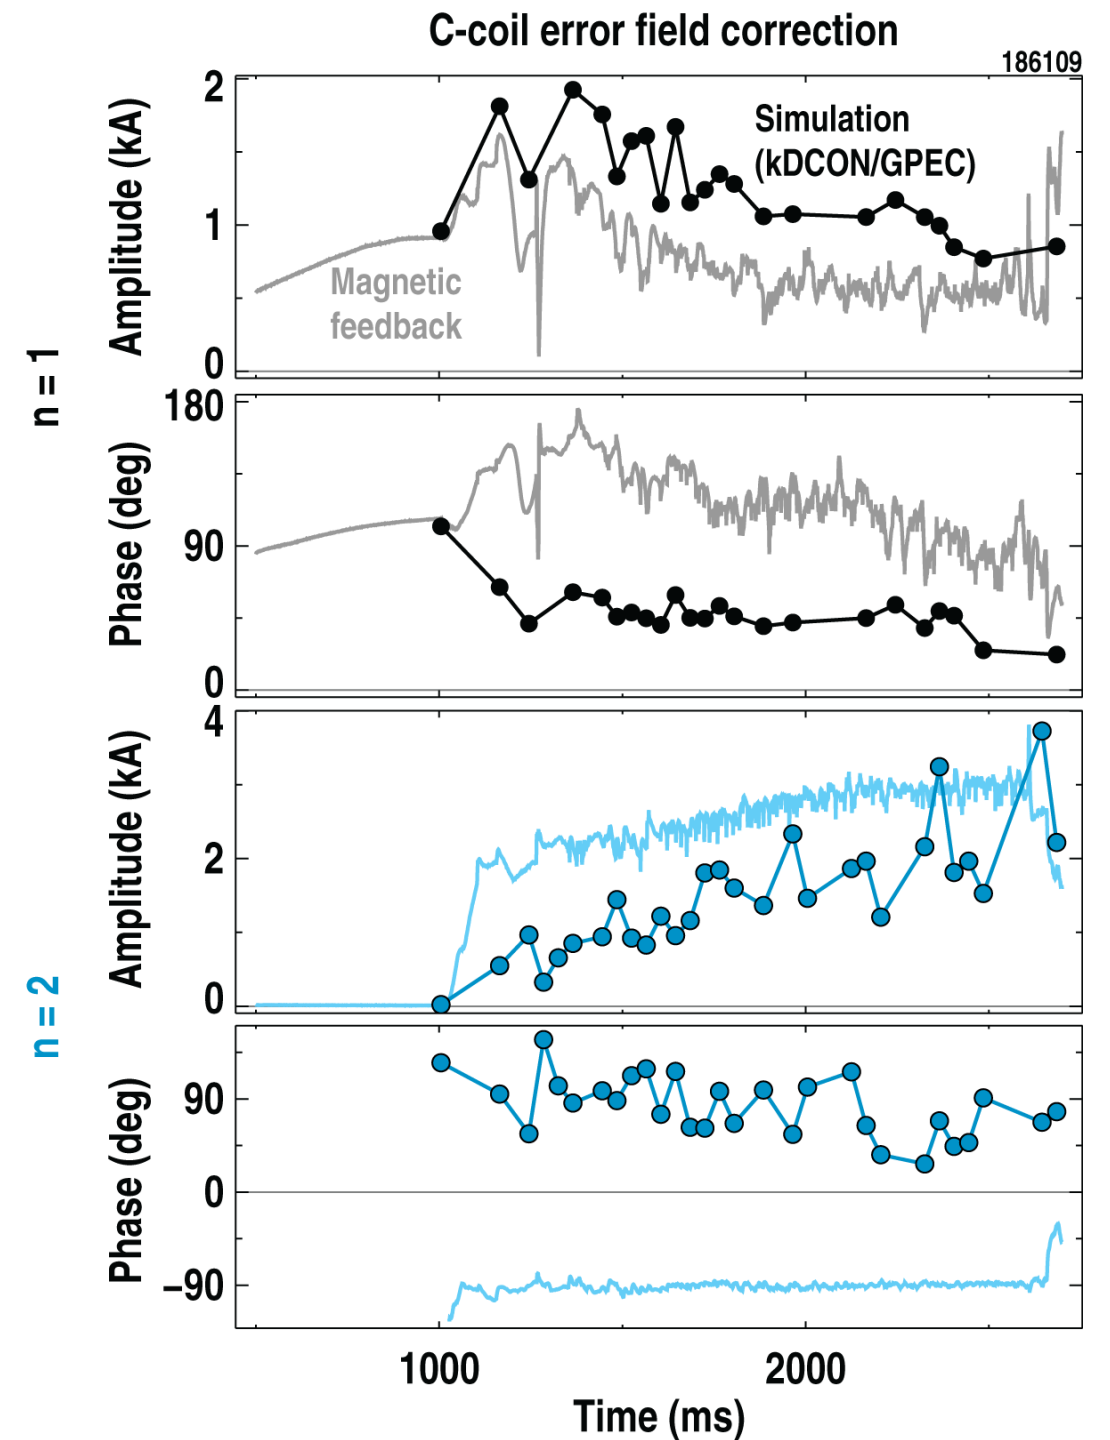 C-coil error field correction
186109
n = 1
Amplitude (kA)
2
1
0
Simulation
(kDCON/GPEC)
Magnetic
feedback
Phase (deg)
180
90
0
n = 2
Amplitude (kA)
4
2
0
Phase (deg)
90
0
−90
1000 2000
Time (ms)